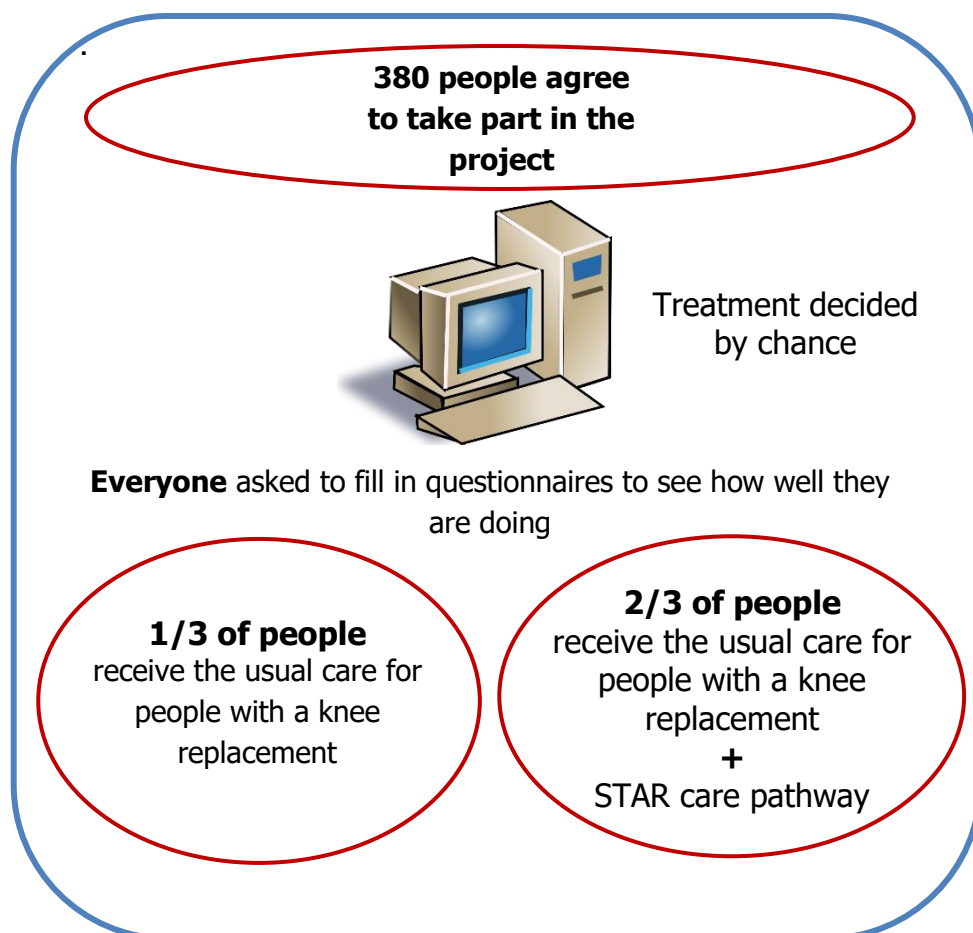 .
380 people agree
to take part in the
project
Treatment decided
by chance
Everyone asked to fill in questionnaires to see how well they
are doing
1/3 of people
receive the usual care for
people with a knee
replacement
2/3 of people
receive the usual care for
people with a knee
replacement
+
STAR care pathway